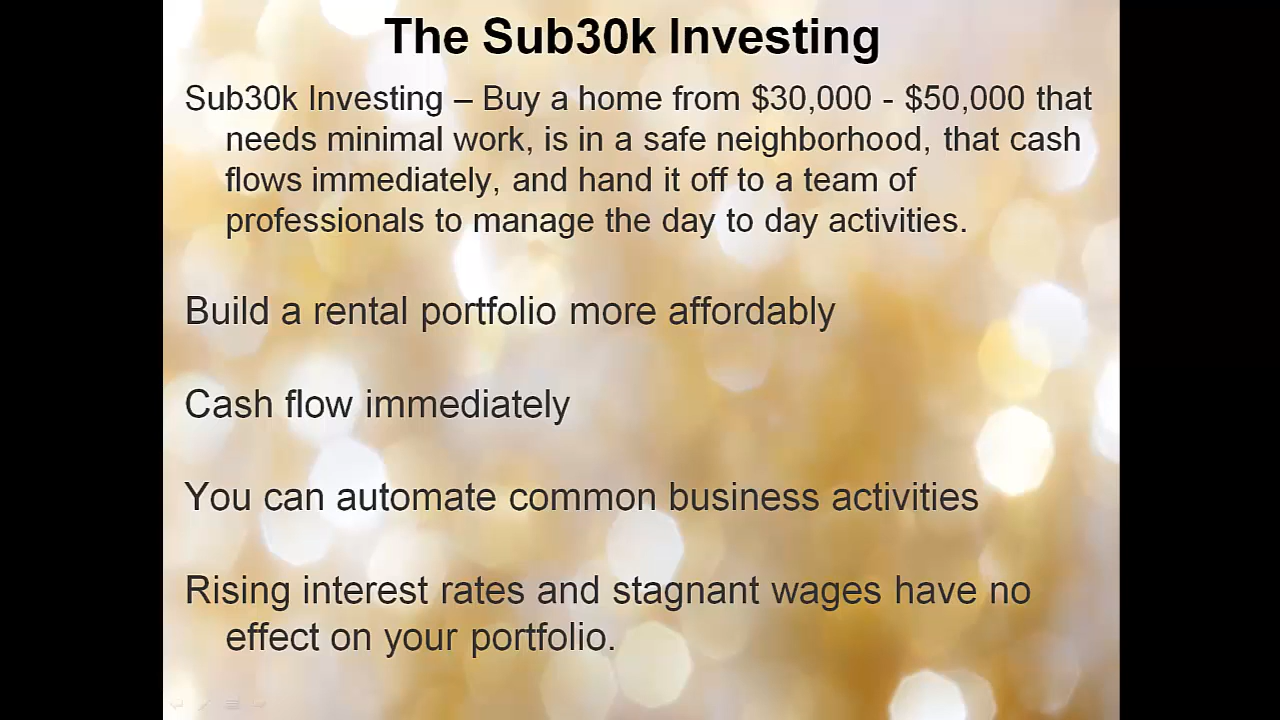 The Sub30k Investing
Sub30k Investing – Buy a home from $30,000 - $50,000 that
needs minimal work, is in a safe neighborhood, that cash
flows immediately, and hand it off to a team of
professionals to manage the day to day activities.
Build a rental portfolio more affordably
Cash flow immediately
You can automate common business activities
Rising interest rates and stagnant wages have no
effect on your portfolio.